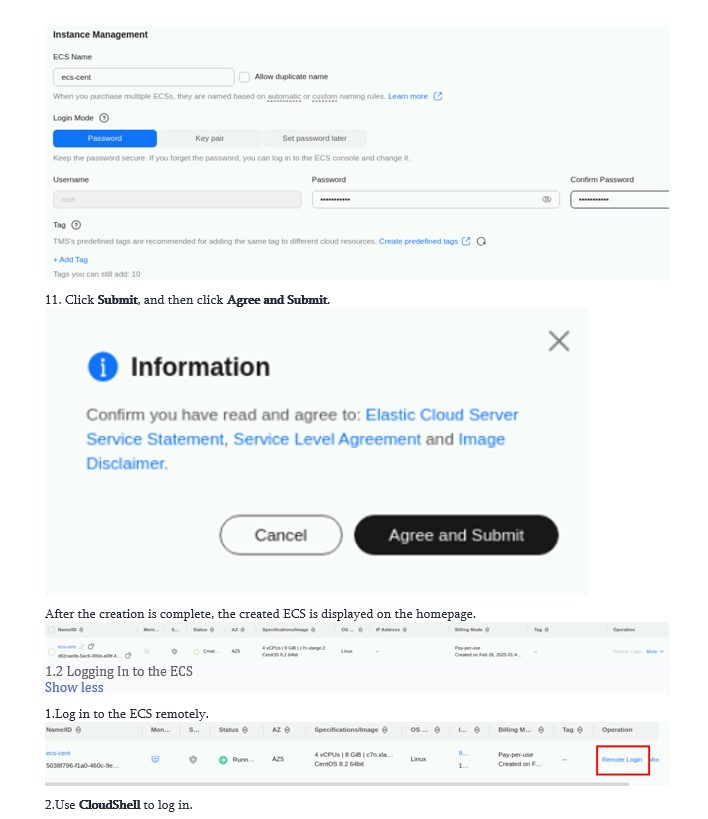 Instance Management
ECS Name
ecs-cent
Allow duplicate name
When you purchase multiple ECSs, they are named based on automatic or custom naming rules. Learn more
Login Mode
Password Key pair Set password later
Keep the password secure. If you forget the password, you can log in to the ECS console and change it.
Username Password Confirm Password
root ••••••••••• •••••••••••
Tag
TMS's predefined tags are recommended for adding the same tag to different cloud resources. Create predefined tags
+ Add Tag
Tags you can still add: 10
11. Click Submit, and then click Agree and Submit.
Information
Confirm you have read and agree to: Elastic Cloud Server
Service Statement, Service Level Agreement and Image
Disclaimer.
Cancel Agree and Submit
After the creation is complete, the created ECS is displayed on the homepage.
Name/ID Moni... S... Status AZ Specifications/Image OS ... IP Address Billing Mode Tag Operation
ecs-cent Creat... AZ5 4 vCPUs | 8 GiB | c7n.xlarge.2 Linux -- Pay-per-use -- Remote Login More
CentOS 8.2 64bit Created on Feb 26, 2025 01:4...
1.2 Logging In to the ECS
Show less
1.Log in to the ECS remotely.
Name/ID Mon... S... Status AZ Specifications/Image OS ... I... Billing M... Tag Operation
ecs-cent Runn... AZ5 4 vCPUs | 8 GiB | c7n.xla... Linux 9... Pay-per-use -- Remote Login
5038f796-f1a0-460c-9e... CentOS 8.2 64bit 1... Created on F...
2.Use CloudShell to log in.